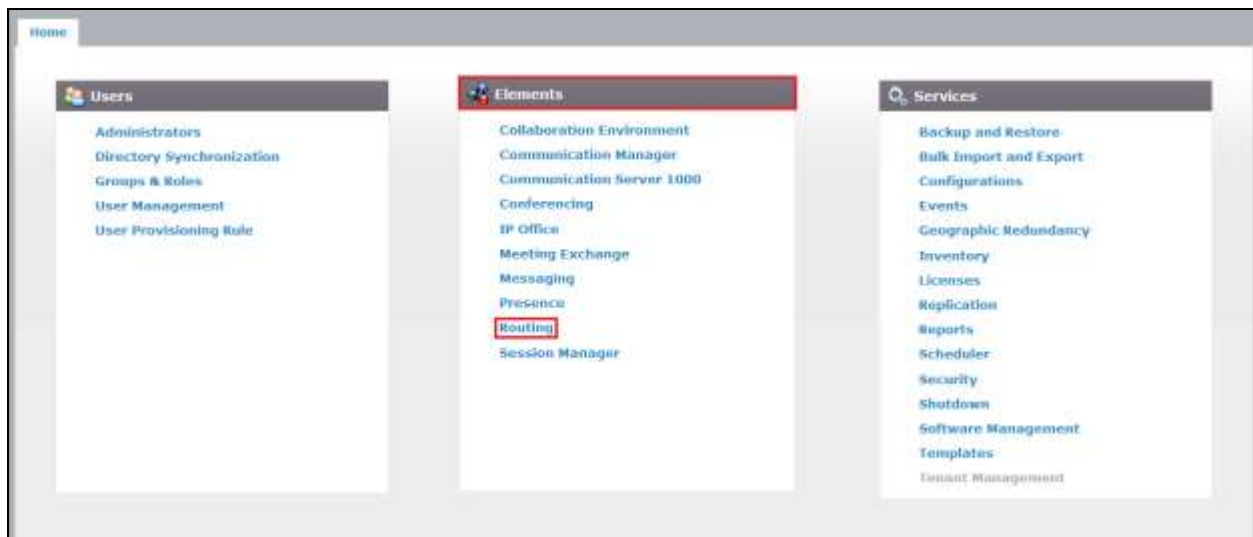 Home
Users
Administrators
Directory Synchronization
Groups & Roles
User Management
User Provisioning Rule
Elements
Collaboration Environment
Communication Manager
Communication Server 1000
Conferencing
IP Office
Meeting Exchange
Messaging
Presence
Routing
Session Manager
Services
Backup and Restore
Bulk Import and Export
Configurations
Events
Geographic Redundancy
Inventory
Licenses
Replication
Reports
Scheduler
Security
Shutdown
Software Management
Templates
Tenant Management